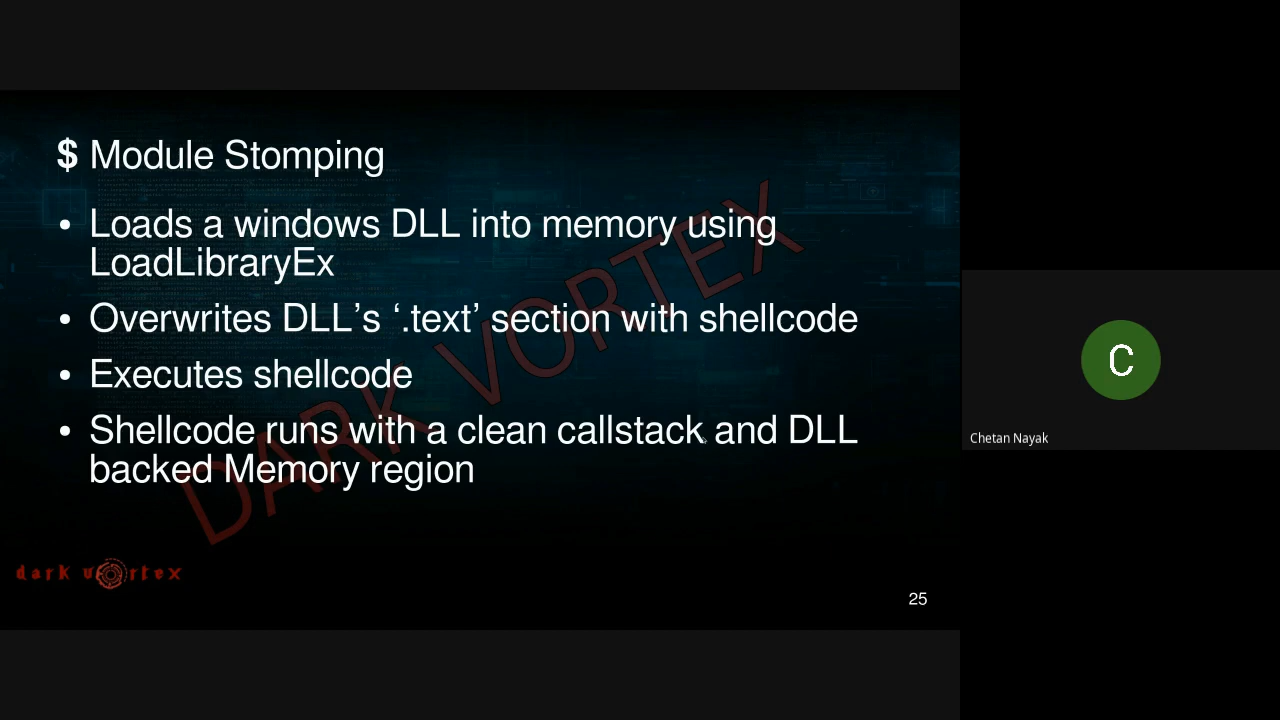 $ Module Stomping
• Loads a windows DLL into memory using
LoadLibraryEx
• Overwrites DLL’s ‘.text’ section with shellcode
• Executes shellcode
• Shellcode runs with a clean callstack and DLL
backed Memory region
DARK VORTEX
dark vortex
25
C
Chetan Nayak